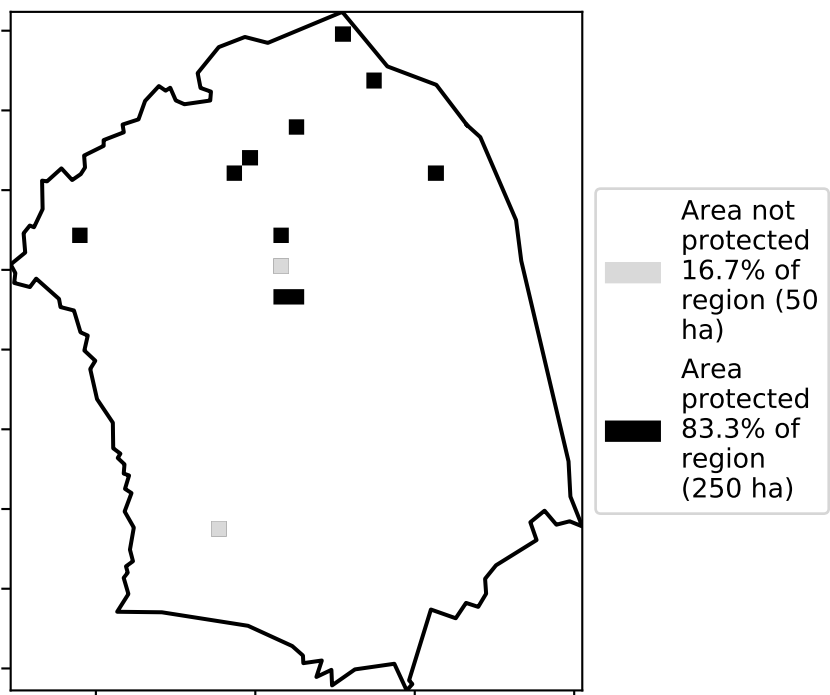 Area not
protected
16.7% of
region (50
ha)
Area
protected
83.3% of
region
(250 ha)